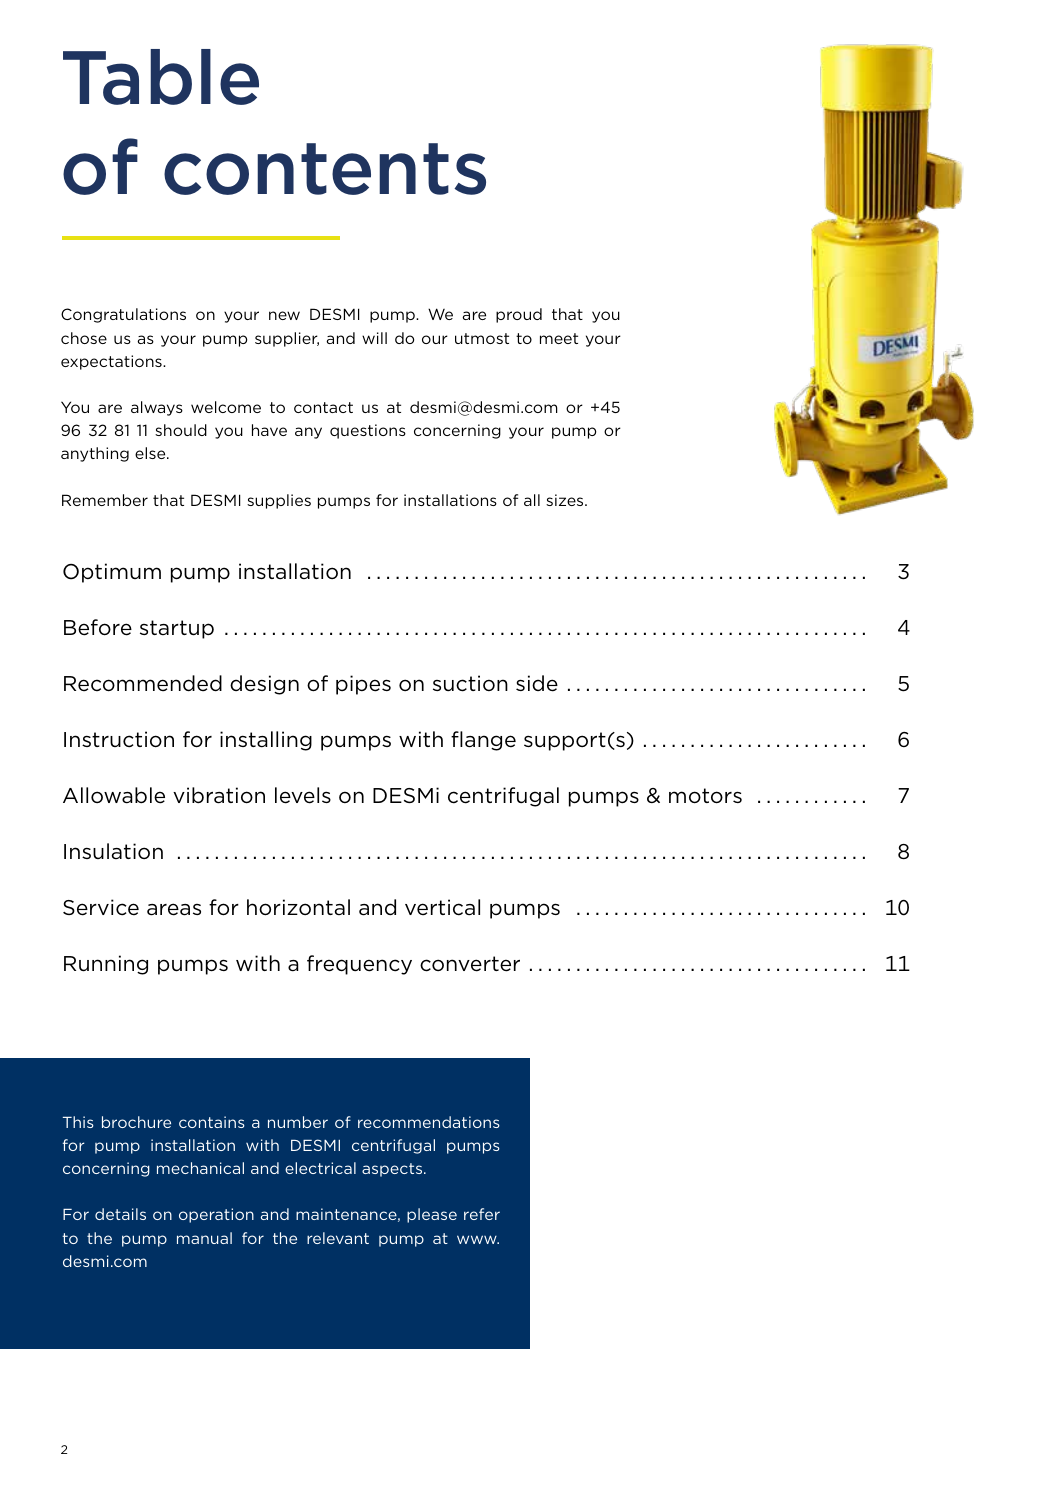 Table
of contents
DESMI
Congratulations on your new DESMI pump. We are proud that you
chose us as your pump supplier, and will do our utmost to meet your
expectations.
You are always welcome to contact us at desmi@desmi.com or +45
96 32 81 11 should you have any questions concerning your pump or
anything else.
Remember that DESMI supplies pumps for installations of all sizes.
Optimum pump installation ..................................................... 3
Before startup .................................................................... 4
Recommended design of pipes on suction side ................................ 5
Instruction for installing pumps with flange support(s) ........................ 6
Allowable vibration levels on DESMi centrifugal pumps & motors ............ 7
Insulation ......................................................................... 8
Service areas for horizontal and vertical pumps ............................... 10
Running pumps with a frequency converter .................................... 11
This brochure contains a number of recommendations
for pump installation with DESMI centrifugal pumps
concerning mechanical and electrical aspects.
For details on operation and maintenance, please refer
to the pump manual for the relevant pump at www.
desmi.com
2